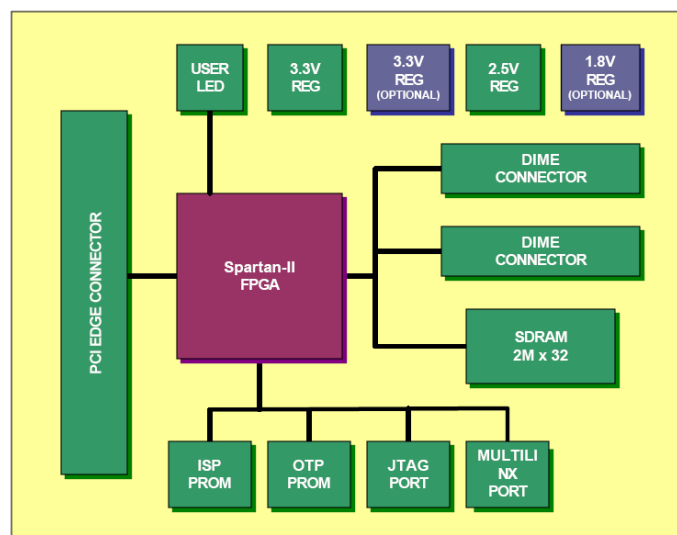 USER
LED
3.3V
REG
3.3V
REG
(OPTIONAL)
2.5V
REG
1.8V
REG
(OPTIONAL)
PCI EDGE CONNECTOR
DIME
CONNECTOR
Spartan-II
FPGA
DIME
CONNECTOR
SDRAM
2M x 32
ISP
PROM
OTP
PROM
JTAG
PORT
MULTILI
NX
PORT